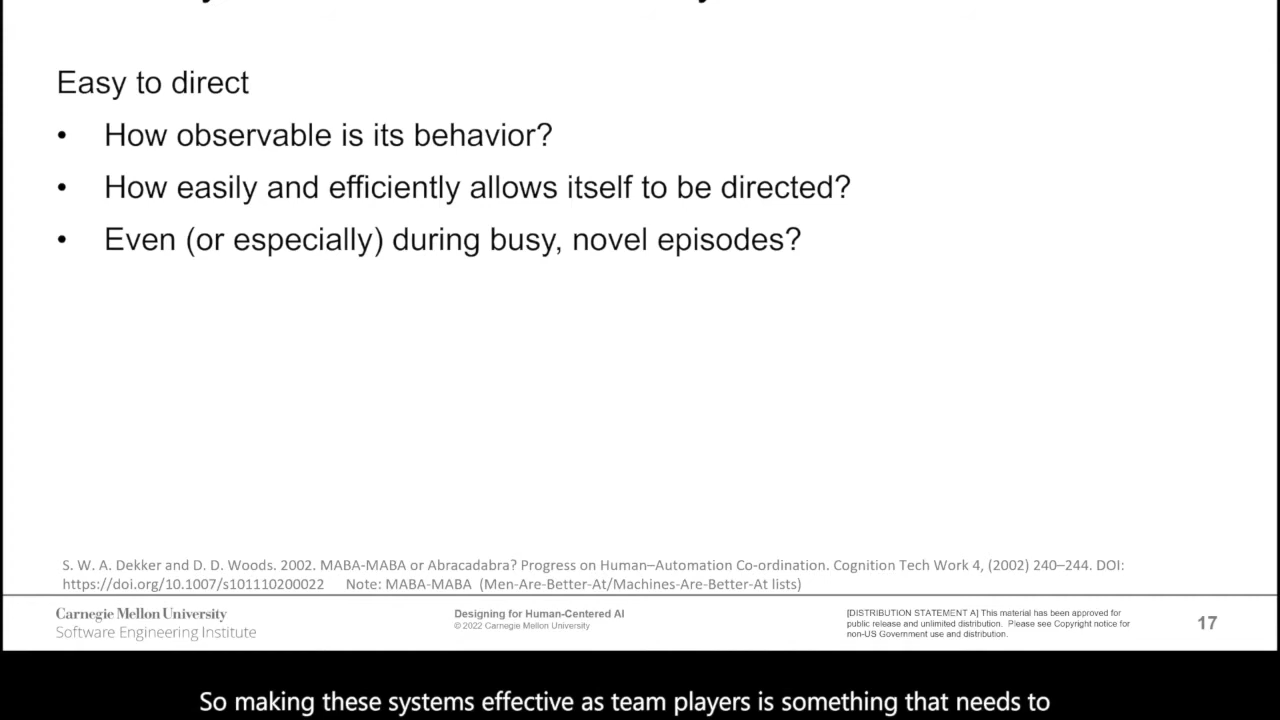 Easy to direct
• How observable is its behavior?
• How easily and efficiently allows itself to be directed?
• Even (or especially) during busy, novel episodes?
S. W. A. Dekker and D. D. Woods. 2002. MABA-MABA or Abracadabra? Progress on Human–Automation Co-ordination. Cognition Tech Work 4, (2002) 240–244. DOI:
https://doi.org/10.1007/s101110200022 Note: MABA-MABA (Men-Are-Better-At/Machines-Are-Better-At lists)
Carnegie Mellon University
Software Engineering Institute
Designing for Human-Centered AI
© 2022 Carnegie Mellon University
[DISTRIBUTION STATEMENT A] This material has been approved for
public release and unlimited distribution. Please see Copyright notice for
non-US Government use and distribution.
17
So making these systems effective as team players is something that needs to